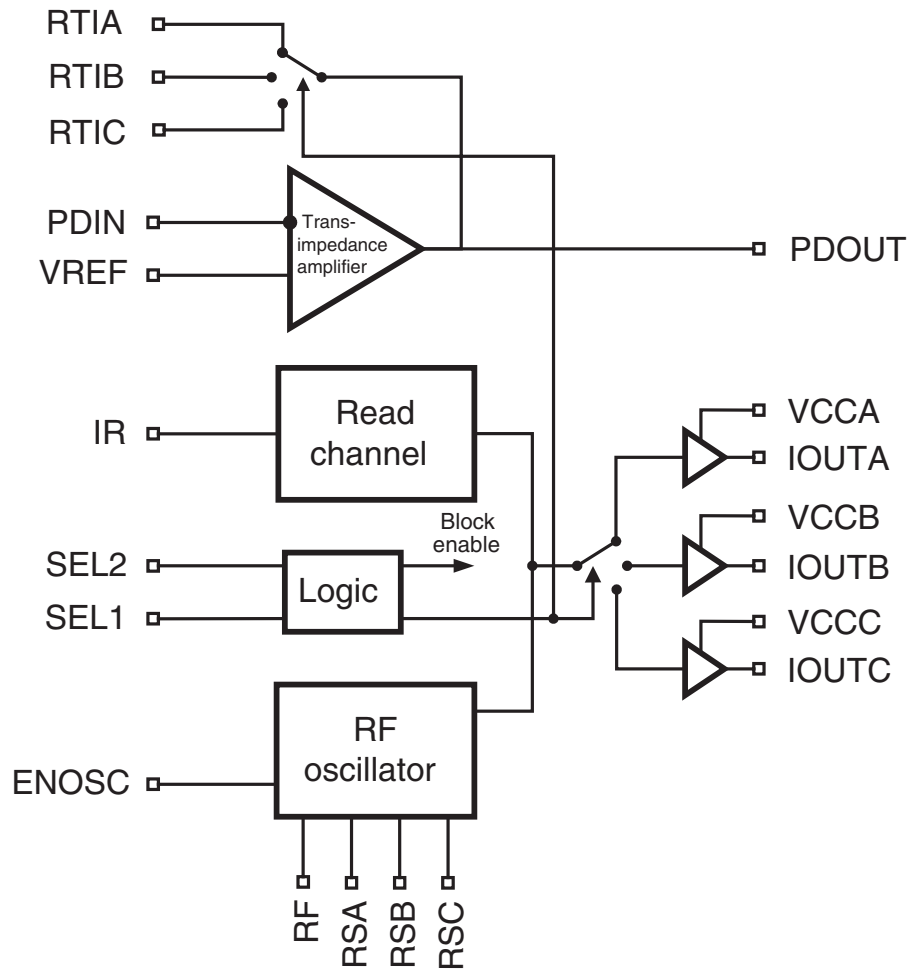 RTIA
RTIB
RTIC
PDIN
VREF
Trans-
impedance
amplifier
PDOUT
IR
Read
channel
VCCA
IOUTA
Block
enable
VCCB
IOUTB
SEL2
SEL1
Logic
VCCC
IOUTC
RF
oscillator
ENOSC
RF
RSA
RSB
RSC